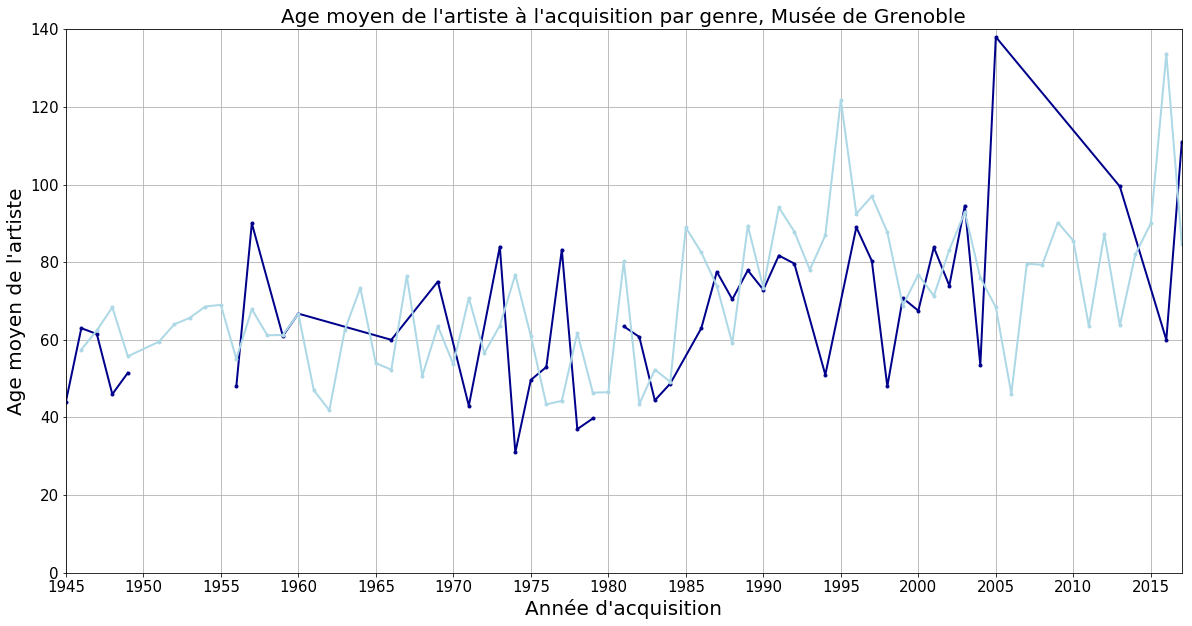 Age moyen de l'artiste à l'acquisition par genre, Musée de Grenoble
140
120
100
80
60
40
20
0
Age moyen de l'artiste
1945 1950 1955 1960 1965 1970 1975 1980 1985 1990 1995 2000 2005 2010 2015
Année d'acquisition